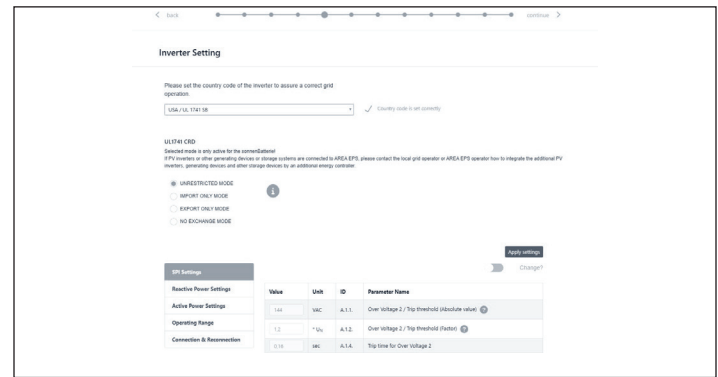 back
continue
Inverter Setting
Please set the country code of the inverter to assure a correct grid
operation.
USA / UL 1741 SB
Country code is set correctly
UL1741 CRD
Selected mode is only active for the sonnenBatterie!
If PV inverters or other generating devices or storage systems are connected to AREA EPS, please contact the local grid operator or AREA EPS operator how to integrate the additional PV
inverters, generating devices and other storage devices by an additional energy controller.
UNRESTRICTED MODE
IMPORT ONLY MODE
EXPORT ONLY MODE
NO EXCHANGE MODE
Apply settings
Change?
SPI Settings
Reactive Power Settings
Active Power Settings
Operating Range
Connection & Reconnection
Value Unit ID Parameter Name
144 VAC A.1.1. Over Voltage 2 / Trip threshold (Absolute value) ?
1.2 * Vn A.1.2. Over Voltage 2 / Trip threshold (Factor) ?
0.16 sec A.1.4. Trip time for Over Voltage 2